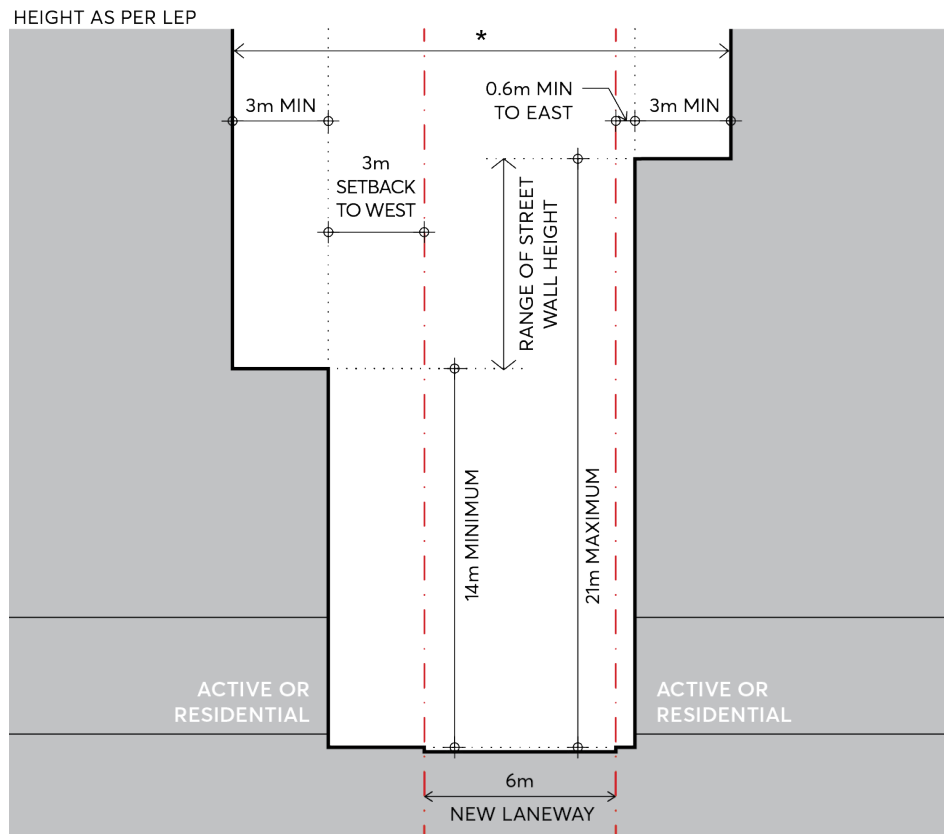 HEIGHT AS PER LEP
*
3m MIN
0.6m MIN
TO EAST
3m MIN
3m
SETBACK
TO WEST
RANGE OF STREET
WALL HEIGHT
14m MINIMUM
21m MAXIMUM
ACTIVE OR
RESIDENTIAL
ACTIVE OR
RESIDENTIAL
6m
NEW LANEWAY